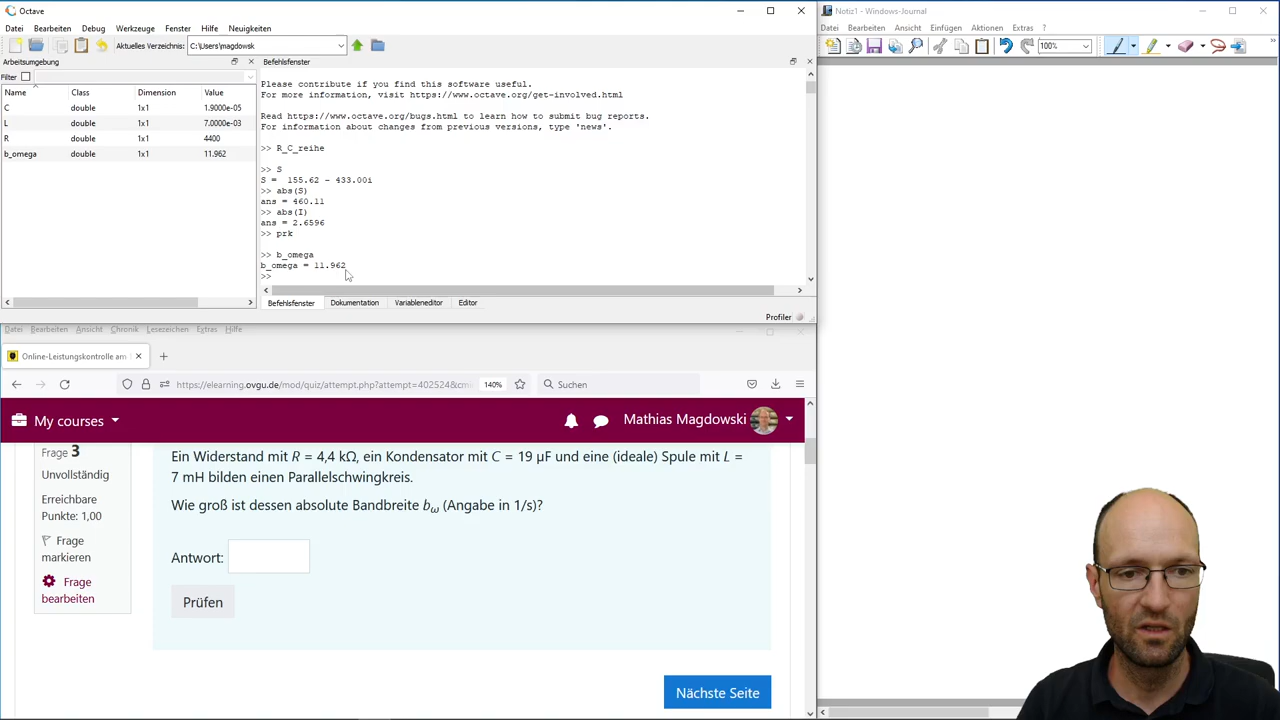 Octave
Datei Bearbeiten Debug Werkzeuge Fenster Hilfe Neuigkeiten
Aktuelles Verzeichnis: C:\Users\magdowsk
Arbeitsumgebung
Filter
Name Class Dimension Value
C double 1x1 1.9000e-05
L double 1x1 7.0000e-03
R double 1x1 4400
b_omega double 1x1 11.962
Befehlsfenster
Please contribute if you find this software useful.
For more information, visit https://www.octave.org/get-involved.html
Read https://www.octave.org/bugs.html to learn how to submit bug reports.
For information about changes from previous versions, type 'news'.
>> R_C_reihe
>> S
S = 155.62 - 433.00i
>> abs(S)
ans = 460.11
>> abs(I)
ans = 2.6596
>> prk
>> b_omega
b_omega = 11.962
>>
Befehlsfenster Dokumentation Variableneditor Editor
Profiler
Notiz1 - Windows-Journal
Datei Bearbeiten Ansicht Einfügen Aktionen Extras ?
100%
Datei Bearbeiten Ansicht Chronik Lesezeichen Extras Hilfe
Online-Leistungskontrolle am
https://elearning.ovgu.de/mod/quiz/attempt.php?attempt=402524&cm
140%
Suchen
My courses
Mathias Magdowski
Frage 3
Unvollständig
Erreichbare
Punkte: 1,00
Frage
markieren
Frage
bearbeiten
Ein Widerstand mit R = 4,4 kΩ, ein Kondensator mit C = 19 µF und eine (ideale) Spule mit L =
7 mH bilden einen Parallelschwingkreis.
Wie groß ist dessen absolute Bandbreite bω (Angabe in 1/s)?
Antwort:
Prüfen
Nächste Seite